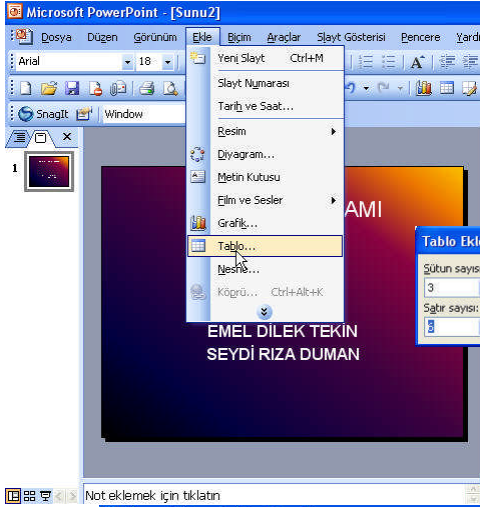 Microsoft PowerPoint - [Sunu2]
Dosya Düzen Görünüm Ekle Biçim Araçlar Slayt Gösterisi Pencere Yard
Arial 18
SnagIt Window
Yeni Slayt Ctrl+M
Slayt Numarası
Tarih ve Saat...
Resim
Diyagram...
Metin Kutusu
Film ve Sesler
Grafik...
Tablo...
Nesne...
Köprü... Ctrl+Alt+K
1
AMI
EMEL DİLEK TEKİN
SEYDİ RIZA DUMAN
Tablo Ekle
Sütun sayısı
3
Satır sayısı:
Not eklemek için tıklatın